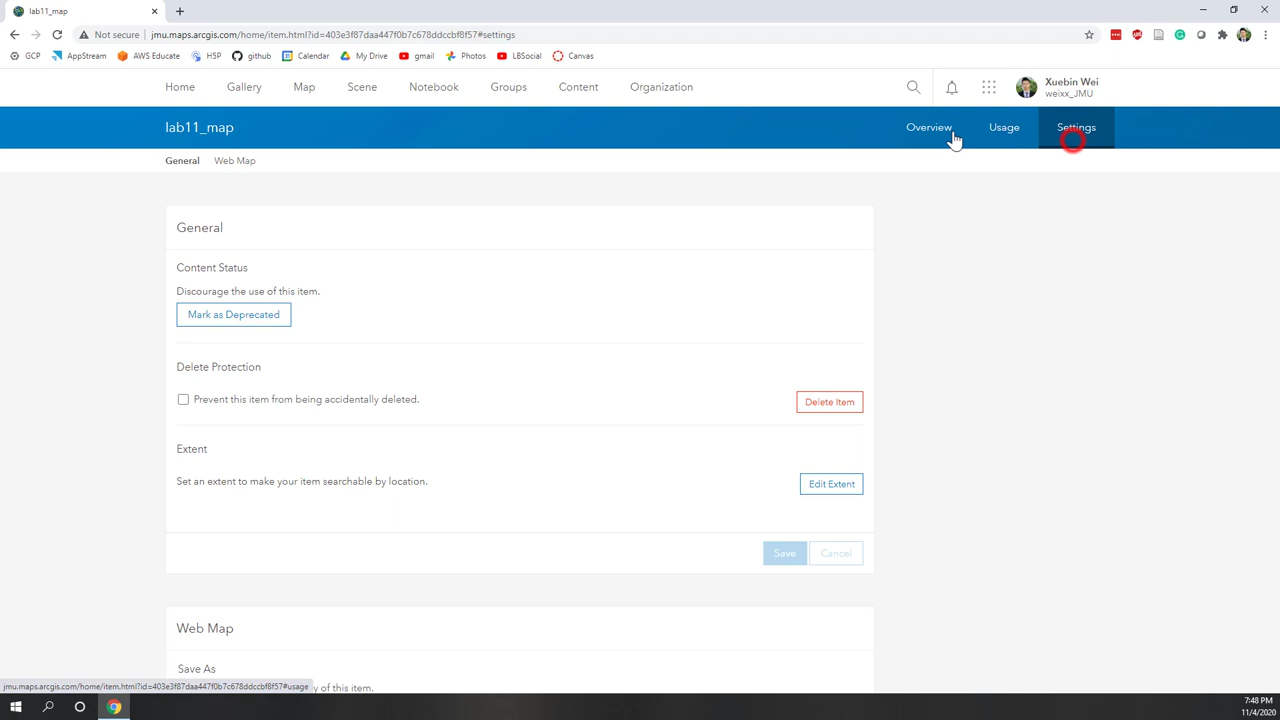 lab11_map
Not secure
jmu.maps.arcgis.com/home/item.html?id=403e3f87daa447f0b7c678ddccbf8f57#settings
GCP
AppStream
AWS Educate
H5P
github
Calendar
My Drive
gmail
Photos
LBSocial
Canvas
Home
Gallery
Map
Scene
Notebook
Groups
Content
Organization
Xuebin Wei
weixx_JMU
lab11_map
Overview
Usage
Settings
General
Web Map
General
Content Status
Discourage the use of this item.
Mark as Deprecated
Delete Protection
Prevent this item from being accidentally deleted.
Delete Item
Extent
Set an extent to make your item searchable by location.
Edit Extent
Save
Cancel
Web Map
Save As
jmu.maps.arcgis.com/home/item.html?id=403e3f87daa447f0b7c678ddccbf8f57#usage
y of this item.
7:48 PM
11/4/2020